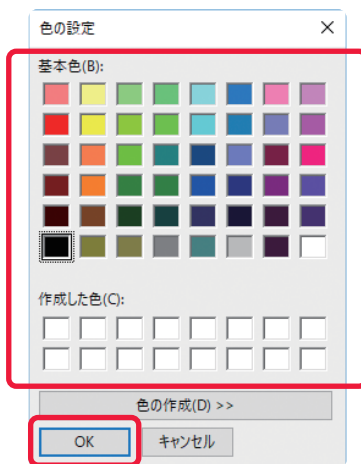 色の設定
基本色(B):
作成した色(C):
色の作成(D) >>
OK
キャンセル